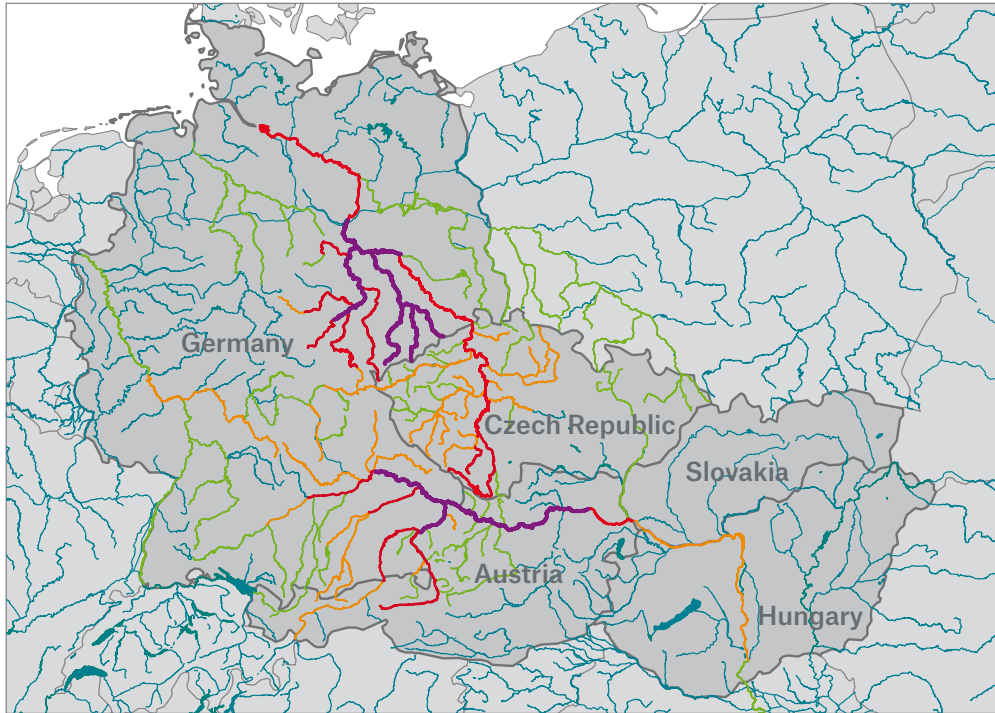 Germany
Czech Republic
Slovakia
Austria
Hungary